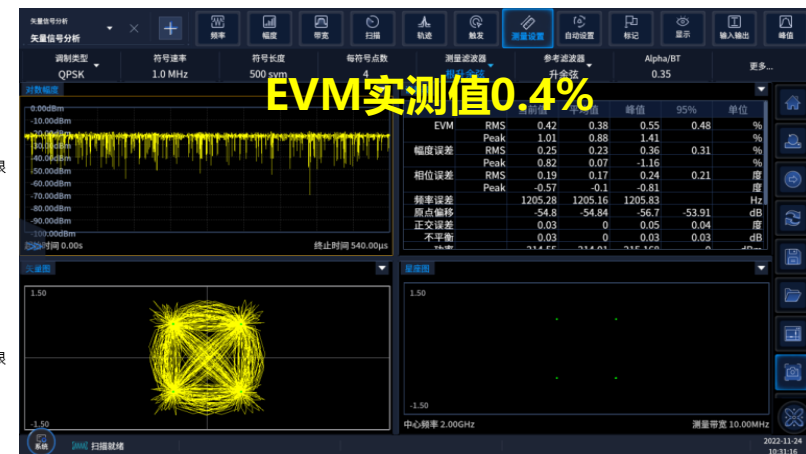 矢量信号分析
矢量信号分析
频率
幅度
带宽
扫描
轨迹
触发
测量设置
自动设置
标记
显示
输入输出
峰值
调制类型
QPSK
符号速率
1.0 MHz
符号长度
500 sym
每符号点数
4
测量滤波器
根升余弦
参考滤波器
升余弦
Alpha/BT
0.35
更多...
EVM实测值0.4%
对数幅度
0.00dBm
-10.00dBm
-20.00dBm
-30.00dBm
-40.00dBm
-50.00dBm
-60.00dBm
-70.00dBm
-80.00dBm
-90.00dBm
-100.00dBm
起始时间 0.00s
终止时间 540.00μs
当前值 平均值 峰值 95% 单位
EVM RMS 0.42 0.38 0.55 0.48 %
Peak 1.01 0.88 1.41 %
幅度误差 RMS 0.25 0.23 0.36 0.31 %
Peak 0.82 0.07 -1.16 %
相位误差 RMS 0.19 0.17 0.24 0.21 度
Peak -0.57 -0.1 -0.81 度
频率误差 1205.28 1205.16 1205.83 Hz
原点偏移 -54.8 -54.84 -56.7 -53.91 dB
正交误差 0.03 0 0.05 0.04 度
不平衡 0.03 0 0.03 0.03 dB
矢量图
1.50
-1.50
星座图
1.50
-1.50
中心频率 2.00GHz
测量带宽 10.00MHz
系统
扫描就绪
2022-11-24
10:31:16